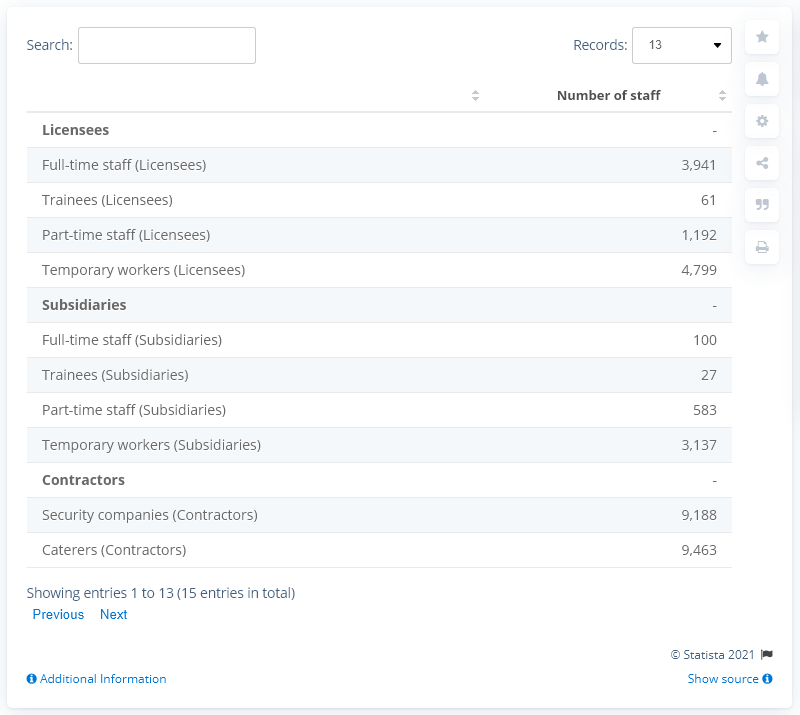 Search:
Records: 13
Number of staff
Licensees -
Full-time staff (Licensees) 3,941
Trainees (Licensees) 61
Part-time staff (Licensees) 1,192
Temporary workers (Licensees) 4,799
Subsidiaries -
Full-time staff (Subsidiaries) 100
Trainees (Subsidiaries) 27
Part-time staff (Subsidiaries) 583
Temporary workers (Subsidiaries) 3,137
Contractors -
Security companies (Contractors) 9,188
Caterers (Contractors) 9,463
Showing entries 1 to 13 (15 entries in total)
Previous Next
© Statista 2021
Additional Information Show source